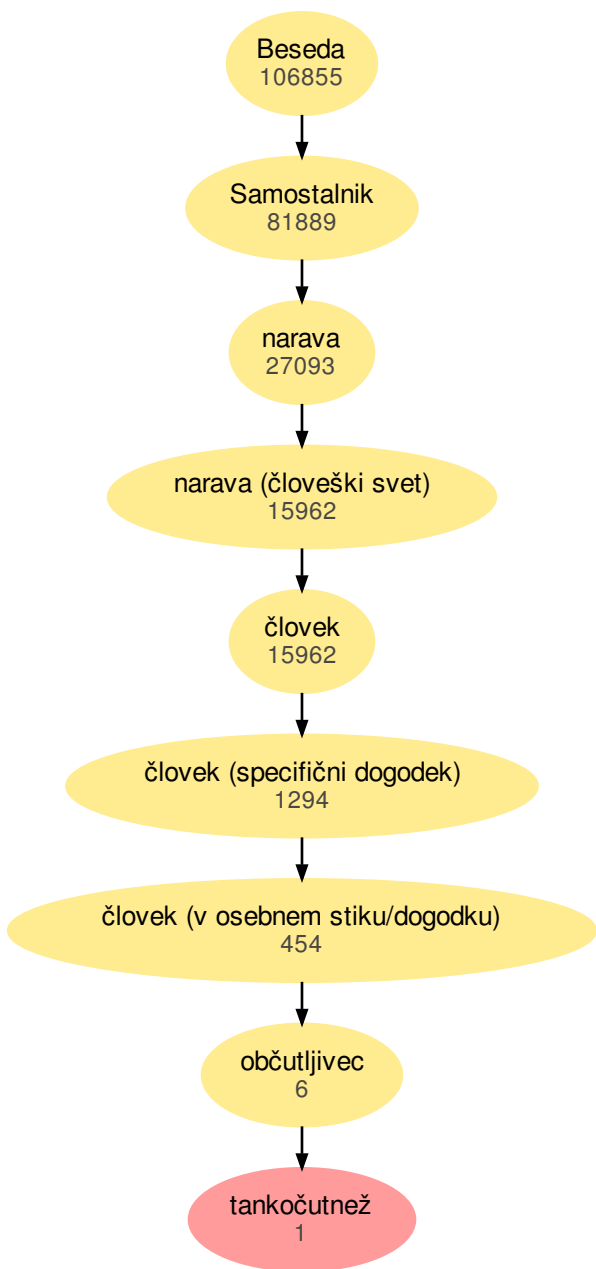 Beseda
106855
Samostalnik
81889
narava
27093
narava (človeški svet)
15962
človek
15962
človek (specifični dogodek)
1294
človek (v osebnem stiku/dogodku)
454
občutljivec
6
tankočutnež
1